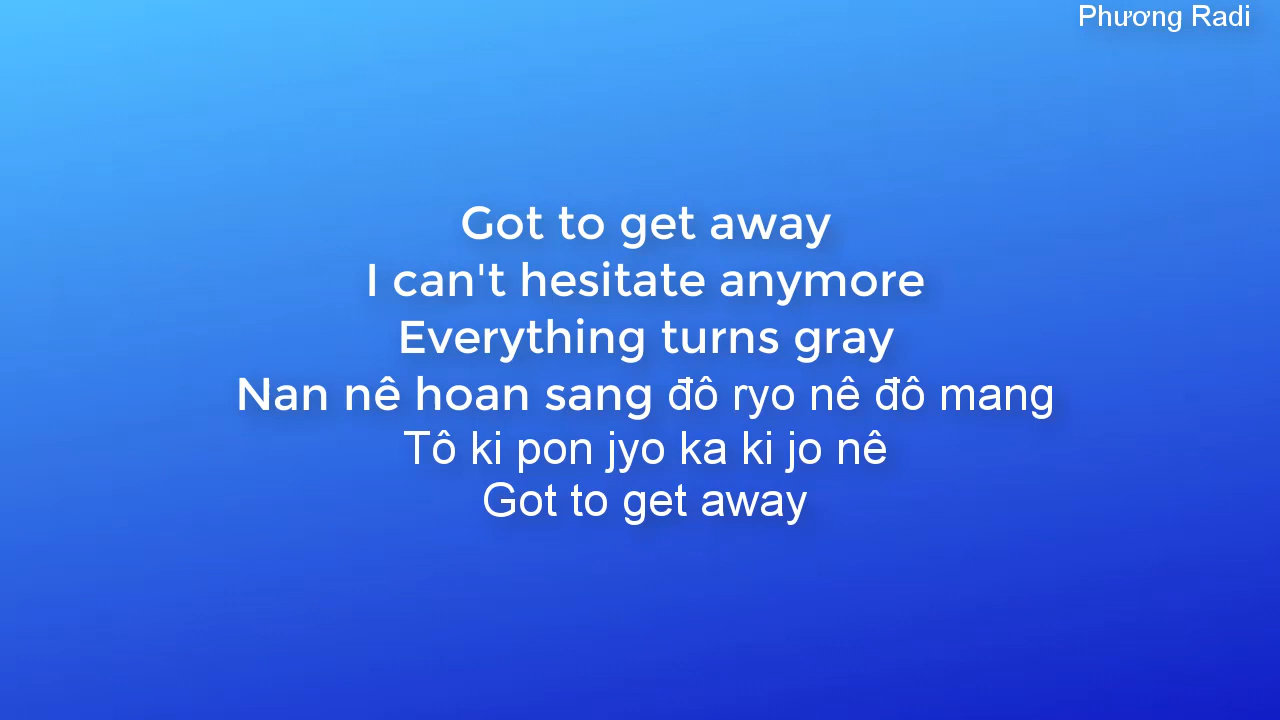 Phương Radi
Got to get away
I can't hesitate anymore
Everything turns gray
Nan nê hoan sang đô ryo nê đô mang
Tô ki pon jyo ka ki jo nê
Got to get away